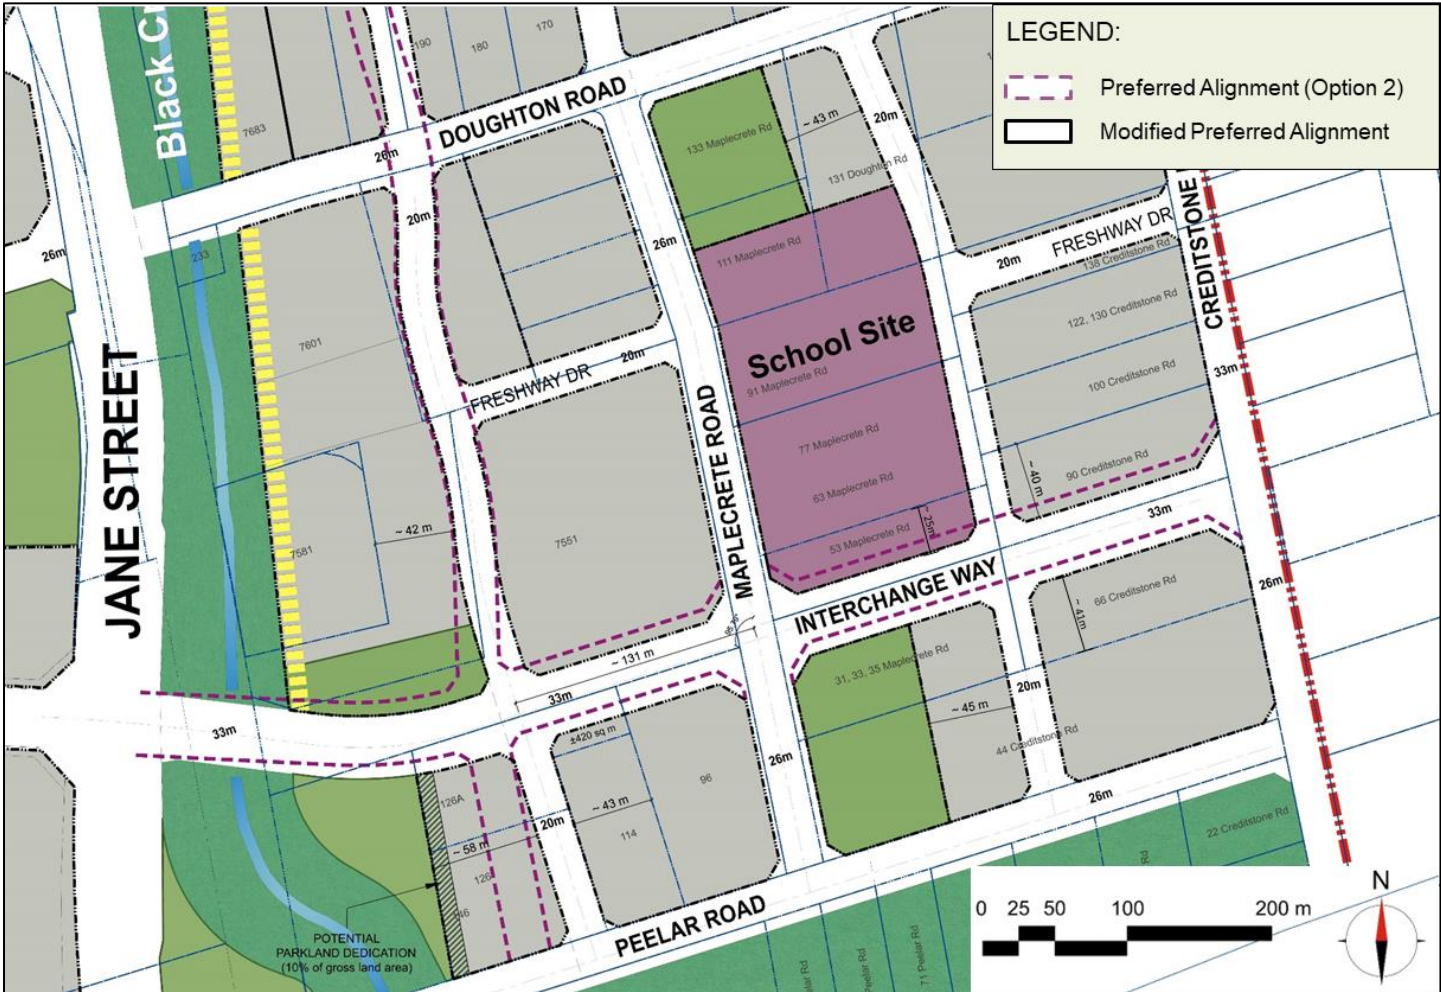 LEGEND:
Preferred Alignment (Option 2)
Modified Preferred Alignment
Black Cr
190
180
170
7683
DOUGHTON ROAD
26m
133 Maplecrete Rd
~ 43 m
20m
131 Doughton Rd
20m
26m
26m
233
111 Maplecrete Rd
CREDITSTONE
FRESHWAY DR
20m
138 Creditstone Rd
122, 130 Creditstone Rd
School Site
7601
20m
FRESHWAY DR
91 Maplecrete Rd
100 Creditstone Rd
33m
JANE STREET
MAPLECRETE ROAD
77 Maplecrete Rd
90 Creditstone Rd
~ 40 m
63 Maplecrete Rd
~ 25m
53 Maplecrete Rd
33m
7581
~ 42 m
7551
INTERCHANGE WAY
66 Creditstone Rd
~ 41m
26m
~ 131 m
31, 33, 35 Maplecrete Rd
33m
33m
~ 45 m
20m
±420 sq m
44 Creditstone Rd
96
26m
26m
126A
~ 43 m
20m
114
~ 58 m
126
146
22 Creditstone Rd
Rd
PEELAR ROAD
POTENTIAL
PARKLAND DEDICATION
(10% of gross land area)
lar Rd
Peelar Rd
71 Peelar Rd
0 25 50 100 200 m
N